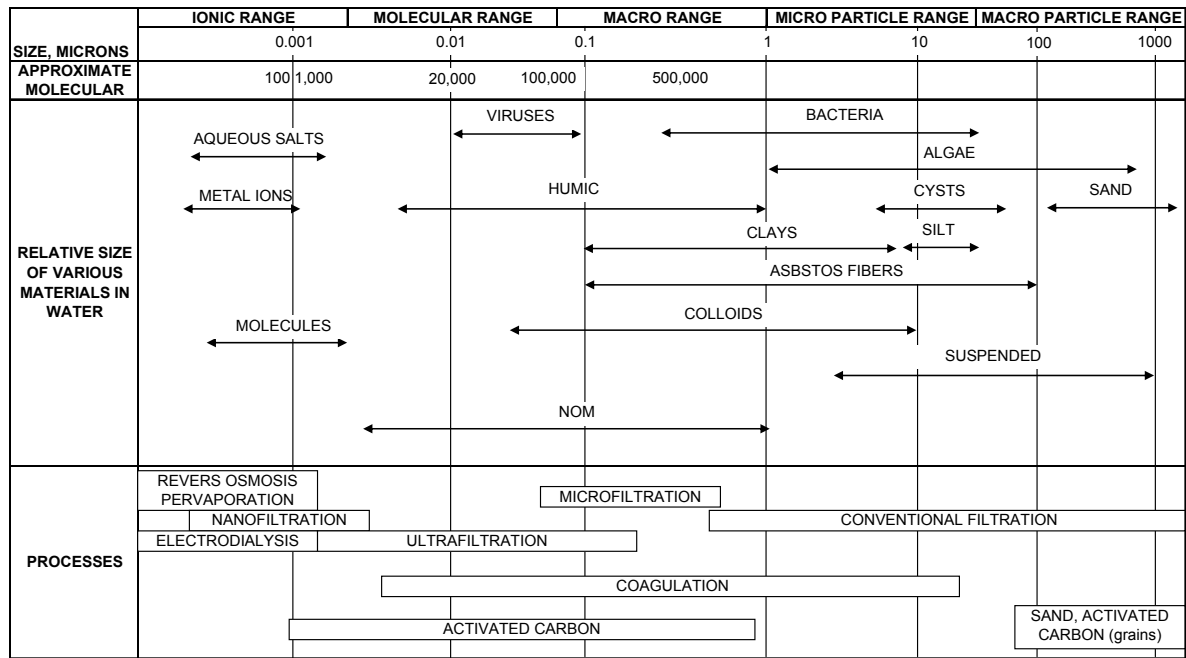 IONIC RANGE MOLECULAR RANGE MACRO RANGE MICRO PARTICLE RANGE MACRO PARTICLE RANGE
SIZE, MICRONS 0.001 0.01 0.1 1 10 100 1000
APPROXIMATE
MOLECULAR
100 1,000 20,000 100,000 500,000
RELATIVE SIZE
OF VARIOUS
MATERIALS IN
WATER
VIRUSES BACTERIA
AQUEOUS SALTS ALGAE
METAL IONS HUMIC CYSTS SAND
CLAYS SILT
ASBSTOS FIBERS
MOLECULES COLLOIDS
SUSPENDED
NOM
PROCESSES
REVERS OSMOSIS
PERVAPORATION
MICROFILTRATION
NANOFILTRATION CONVENTIONAL FILTRATION
ELECTRODIALYSIS ULTRAFILTRATION
COAGULATION
ACTIVATED CARBON
SAND, ACTIVATED
CARBON (grains)